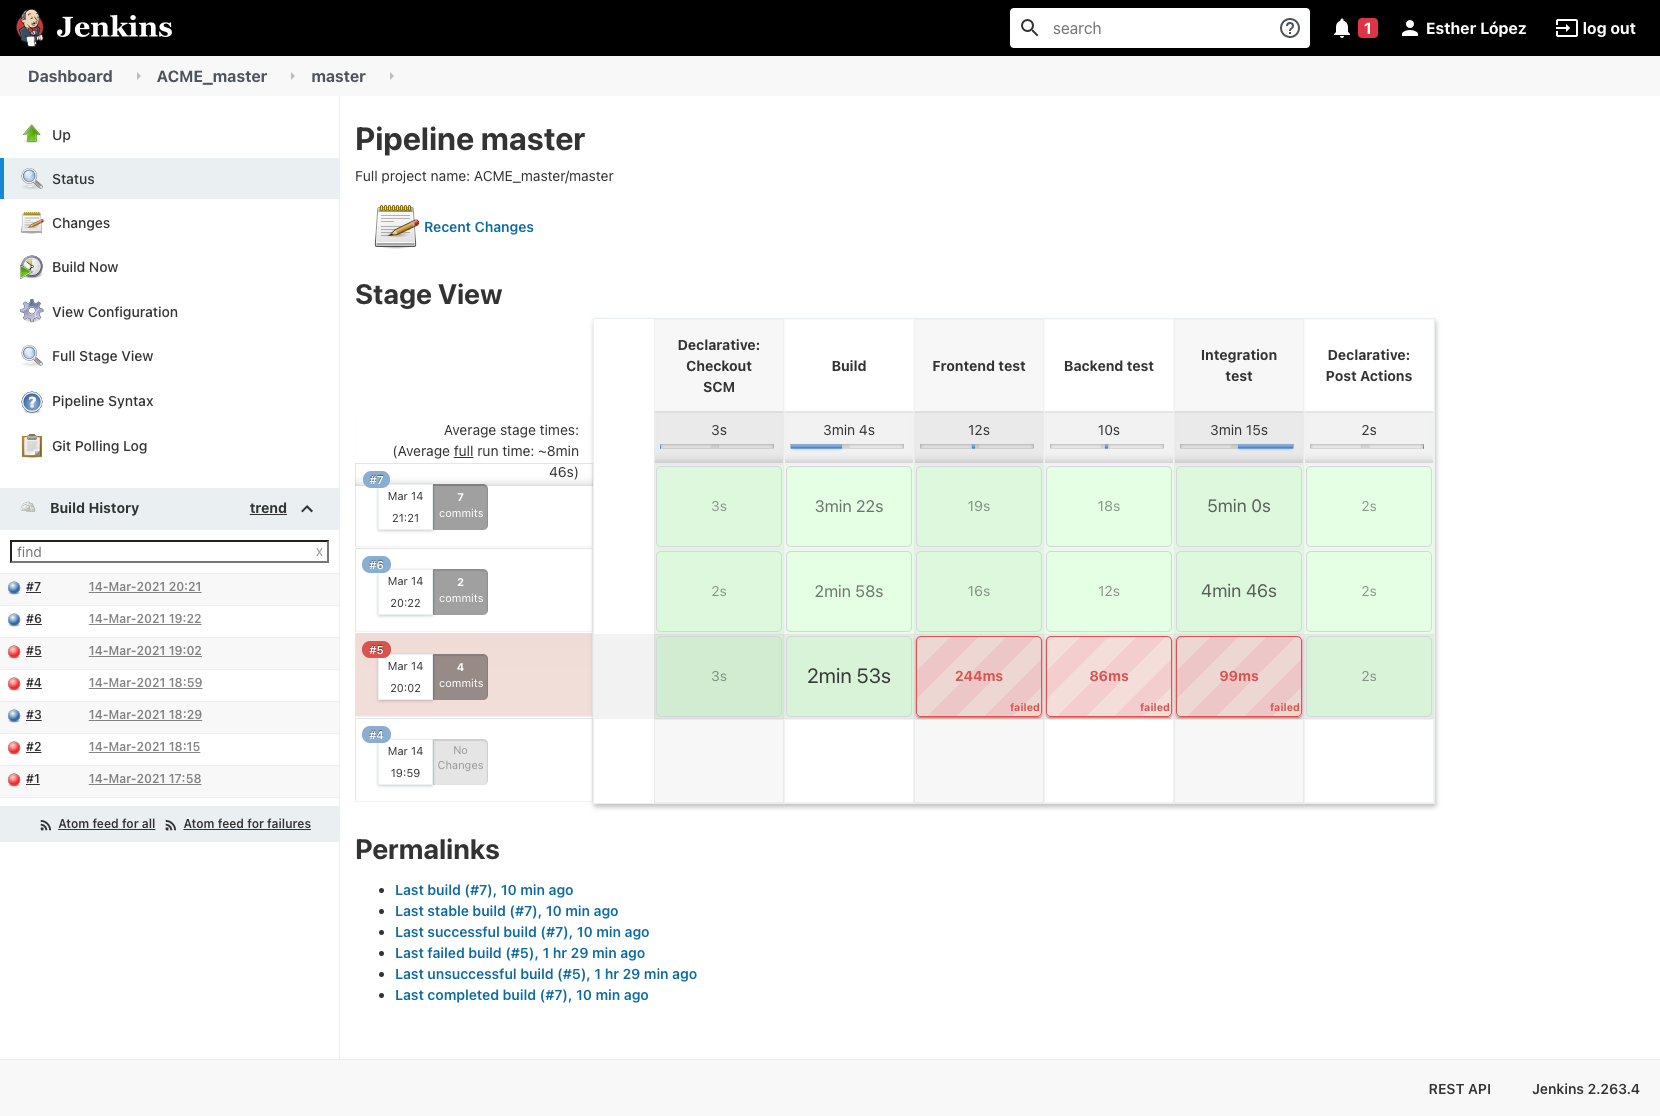 Jenkins
search
1
Esther López
log out
Dashboard
ACME_master
master
Up
Status
Changes
Build Now
View Configuration
Full Stage View
Pipeline Syntax
Git Polling Log
Build History
trend
find
x
#7 14-Mar-2021 20:21
#6 14-Mar-2021 19:22
#5 14-Mar-2021 19:02
#4 14-Mar-2021 18:59
#3 14-Mar-2021 18:29
#2 14-Mar-2021 18:15
#1 14-Mar-2021 17:58
Atom feed for all Atom feed for failures
Pipeline master
Full project name: ACME_master/master
Recent Changes
Stage View
Declarative:
Checkout
SCM
Build
Frontend test
Backend test
Integration
test
Declarative:
Post Actions
Average stage times:
(Average full run time: ~8min
46s)
3s 3min 4s 12s 10s 3min 15s 2s
#7
Mar 14
21:21
7
commits
3s 3min 22s 19s 18s 5min 0s 2s
#6
Mar 14
20:22
2
commits
2s 2min 58s 16s 12s 4min 46s 2s
#5
Mar 14
20:02
4
commits
3s 2min 53s 244ms 86ms 99ms 2s
failed failed failed
#4
Mar 14
19:59
No
Changes
Permalinks
Last build (#7), 10 min ago
Last stable build (#7), 10 min ago
Last successful build (#7), 10 min ago
Last failed build (#5), 1 hr 29 min ago
Last unsuccessful build (#5), 1 hr 29 min ago
Last completed build (#7), 10 min ago
REST API
Jenkins 2.263.4